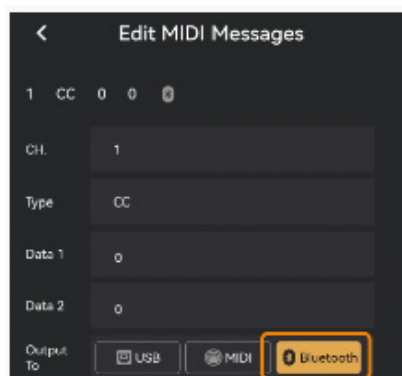 Edit MIDI Messages
1 CC 0 0
CH. 1
Type CC
Data 1 0
Data 2 0
Output To USB MIDI Bluetooth